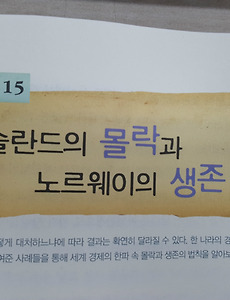 15
슬란드의 몰락과
노르웨이의 생존
떻게 대처하느냐에 따라 결과는 확연히 달라질 수 있다. 한 나라의 경
여준 사례들을 통해 세계 경제의 한파 속 몰락과 생존의 법칙을 알아보